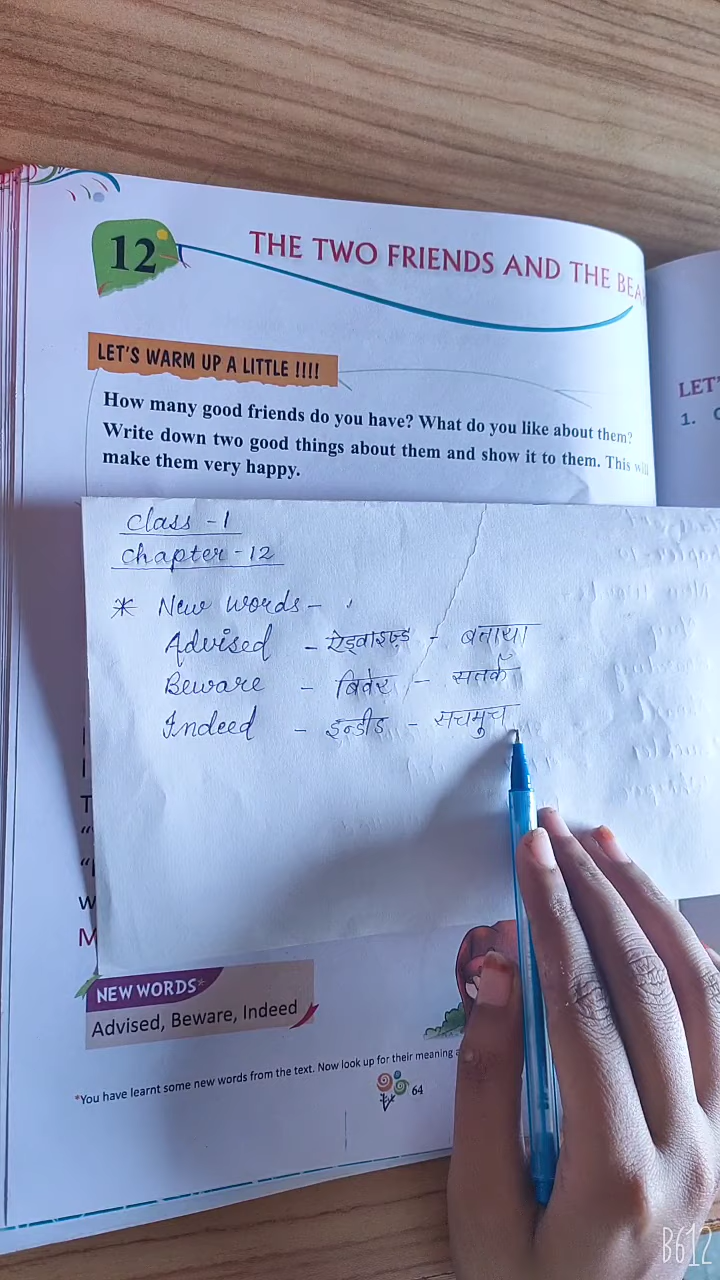 12
THE TWO FRIENDS AND THE BEA
LET'S WARM UP A LITTLE !!!!
How many good friends do you have? What do you like about them?
Write down two good things about them and show it to them. This will
make them very happy.
LET'
1.
Class - 1
Chapter - 12
* New words -
Advised - ऐड्वाइज़्ड - बताया
Beware - बिवेर - सतर्क
Indeed - इन्डीड - सचमुच
NEW WORDS*
Advised, Beware, Indeed
*You have learnt some new words from the text. Now look up for their meaning
64
B612